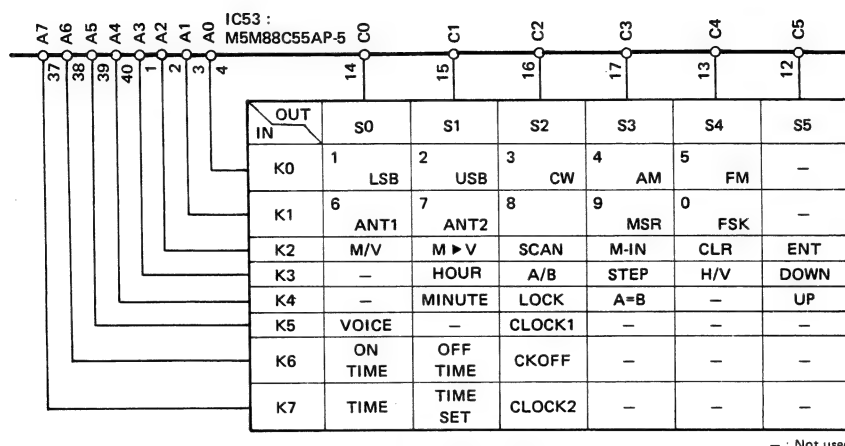 IC53 :
M5M88C55AP-5
A7 A6 A5 A4 A3 A2 A1 A0 C0 C1 C2 C3 C4 C5
37 38 39 40 1 2 3 4 14 15 16 17 13 12
OUT
IN S0 S1 S2 S3 S4 S5
K0 1 LSB 2 USB 3 CW 4 AM 5 FM –
K1 6 ANT1 7 ANT2 8 9 MSR 0 FSK –
K2 M/V M ▶ V SCAN M-IN CLR ENT
K3 – HOUR A/B STEP H/V DOWN
K4 – MINUTE LOCK A=B – UP
K5 VOICE – CLOCK1 – – –
K6 ON TIME OFF TIME CKOFF – – –
K7 TIME TIME SET CLOCK2 – – –
– : Not used